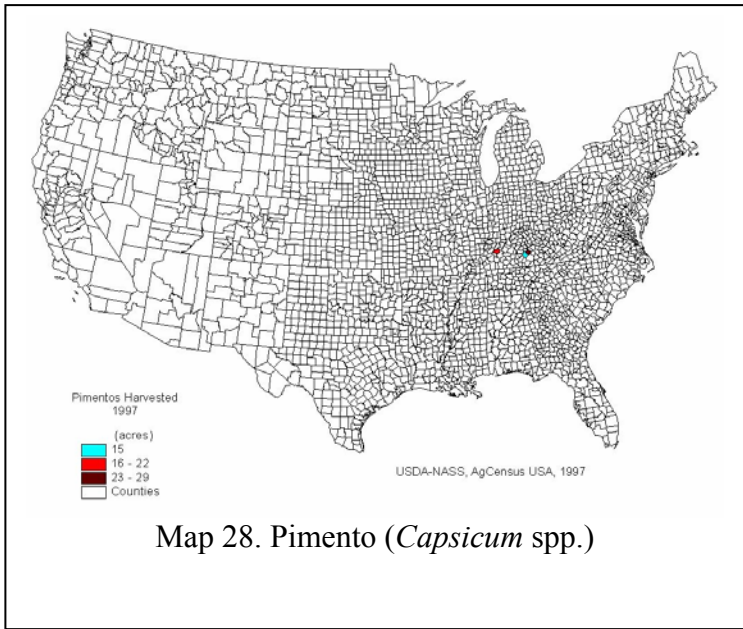 Pimentos Harvested
1997
(acres)
15
16 - 22
23 - 29
Counties
USDA-NASS, AgCensus USA, 1997
Map 28. Pimento (Capsicum spp.)